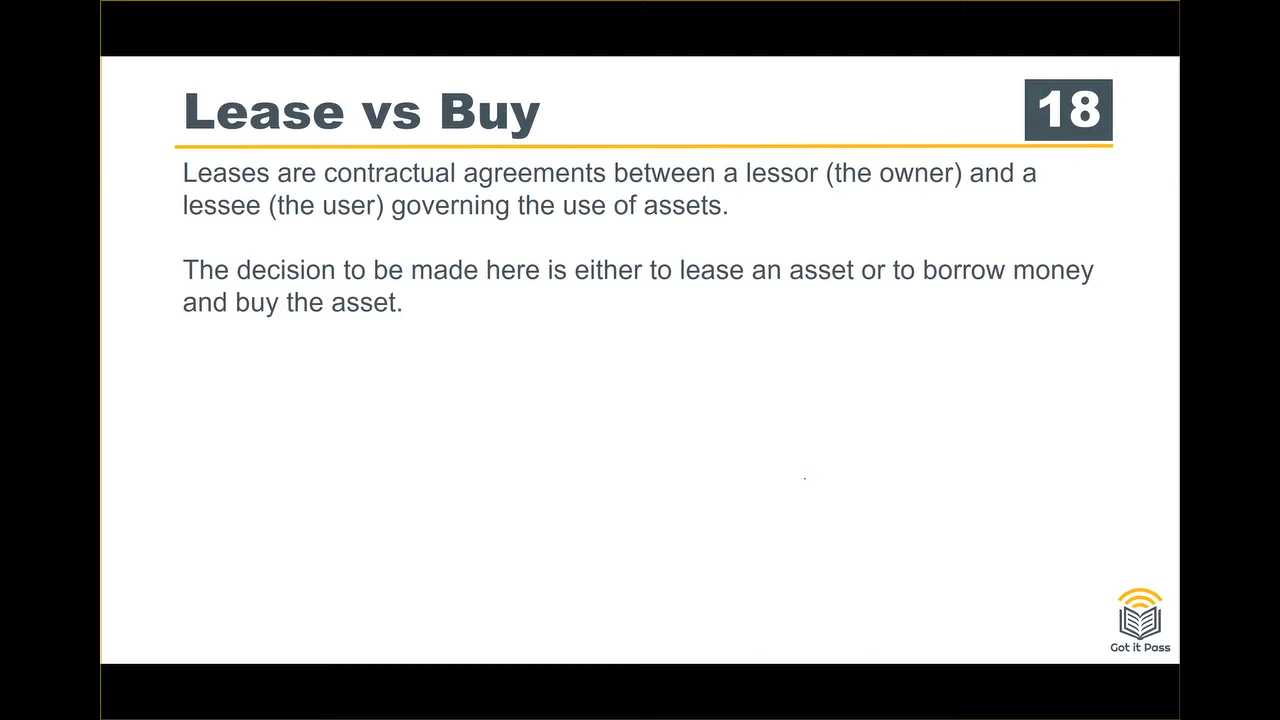 Lease vs Buy
18
Leases are contractual agreements between a lessor (the owner) and a
lessee (the user) governing the use of assets.
The decision to be made here is either to lease an asset or to borrow money
and buy the asset.
Got it Pass